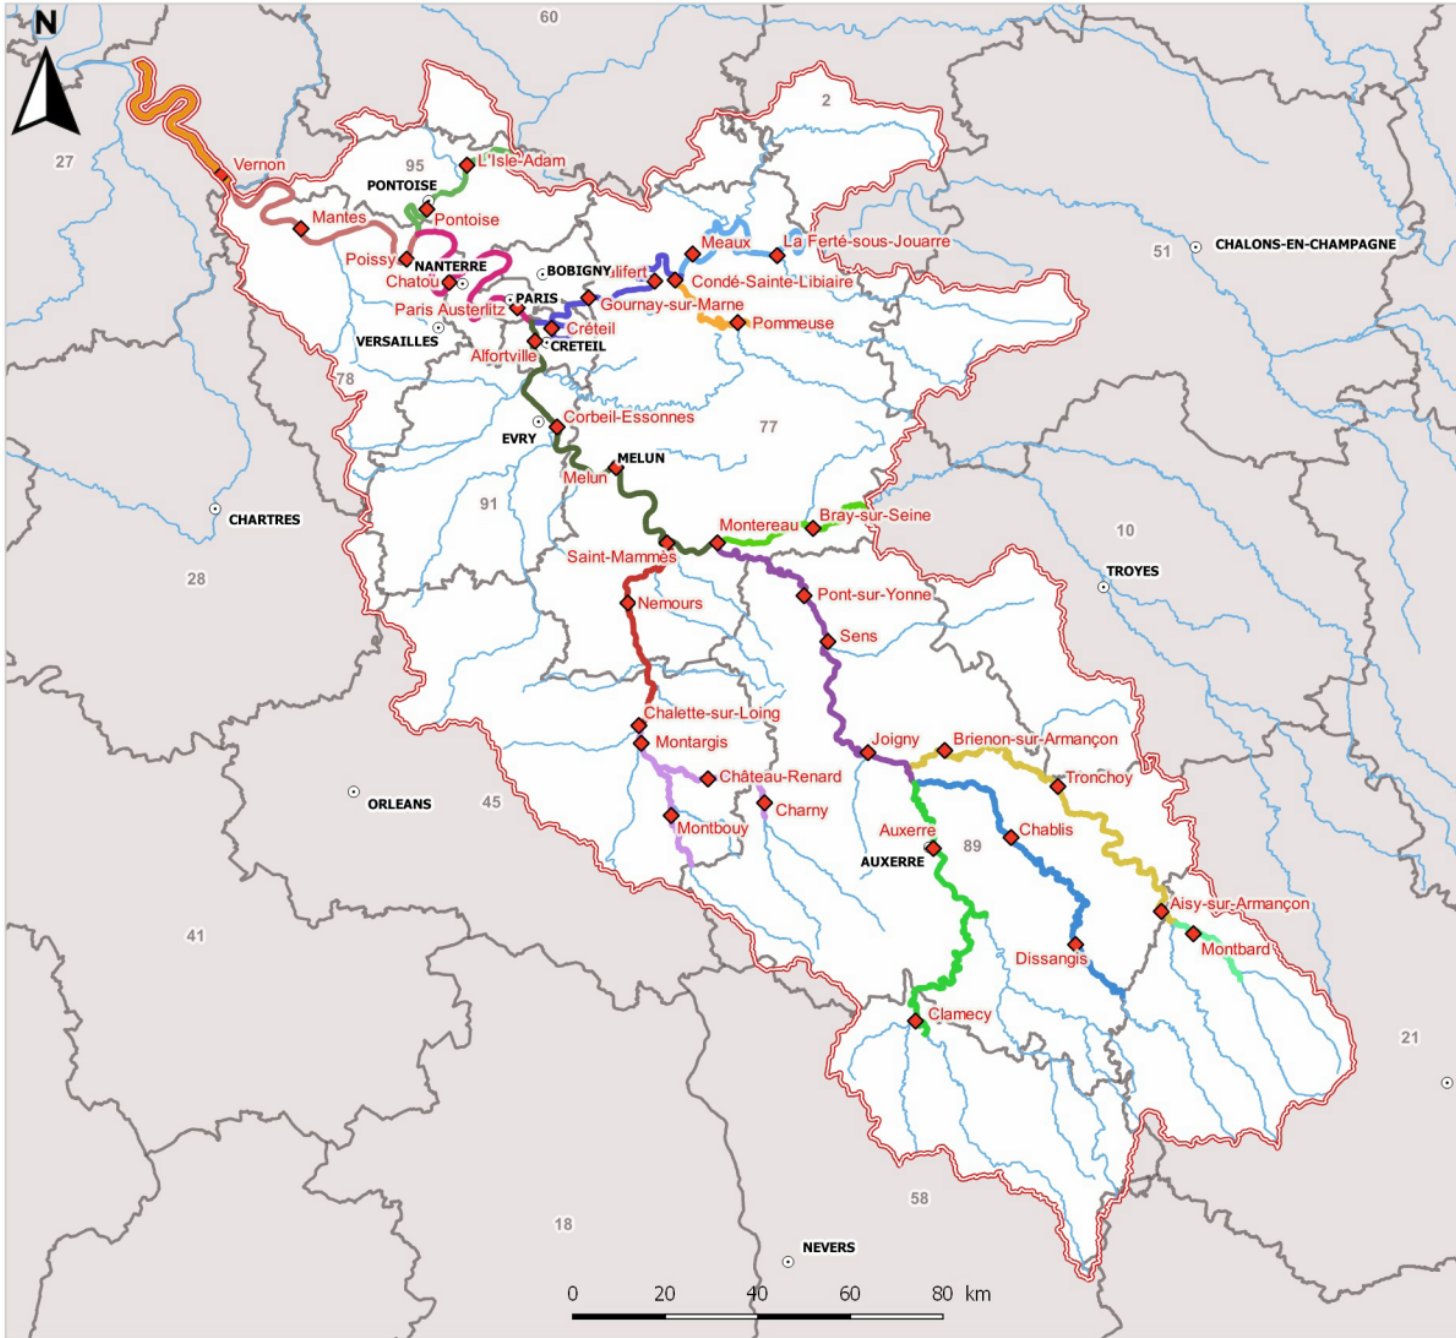 60
N
2
27
Vernon
95
L'Isle-Adam
PONTOISE
Pontoise
Mantes
Meaux
La Ferté-sous-Jouarre
51
CHALONS-EN-CHAMPAGNE
Poissy
NANTERRE
BOBIGNY
alifert
Condé-Sainte-Libiaire
Chatou
PARIS
Gournay-sur-Marne
Paris Austerlitz
Pommeuse
VERSAILLES
Créteil
CRETEIL
Alfortville
78
Corbeil-Essonnes
EVRY
77
MELUN
Melun
91
CHARTRES
Montereau
Bray-sur-Seine
10
Saint-Mammès
28
TROYES
Nemours
Pont-sur-Yonne
Sens
Chalette-sur-Loing
Montargis
Joigny
Brienon-sur-Armançon
Château-Renard
Tronchoy
ORLEANS
45
Charny
Montbouy
Auxerre
Chablis
89
AUXERRE
Aisy-sur-Armançon
41
Montbard
Dissangis
Clamecy
21
58
18
NEVERS
0 20 40 60 80 km